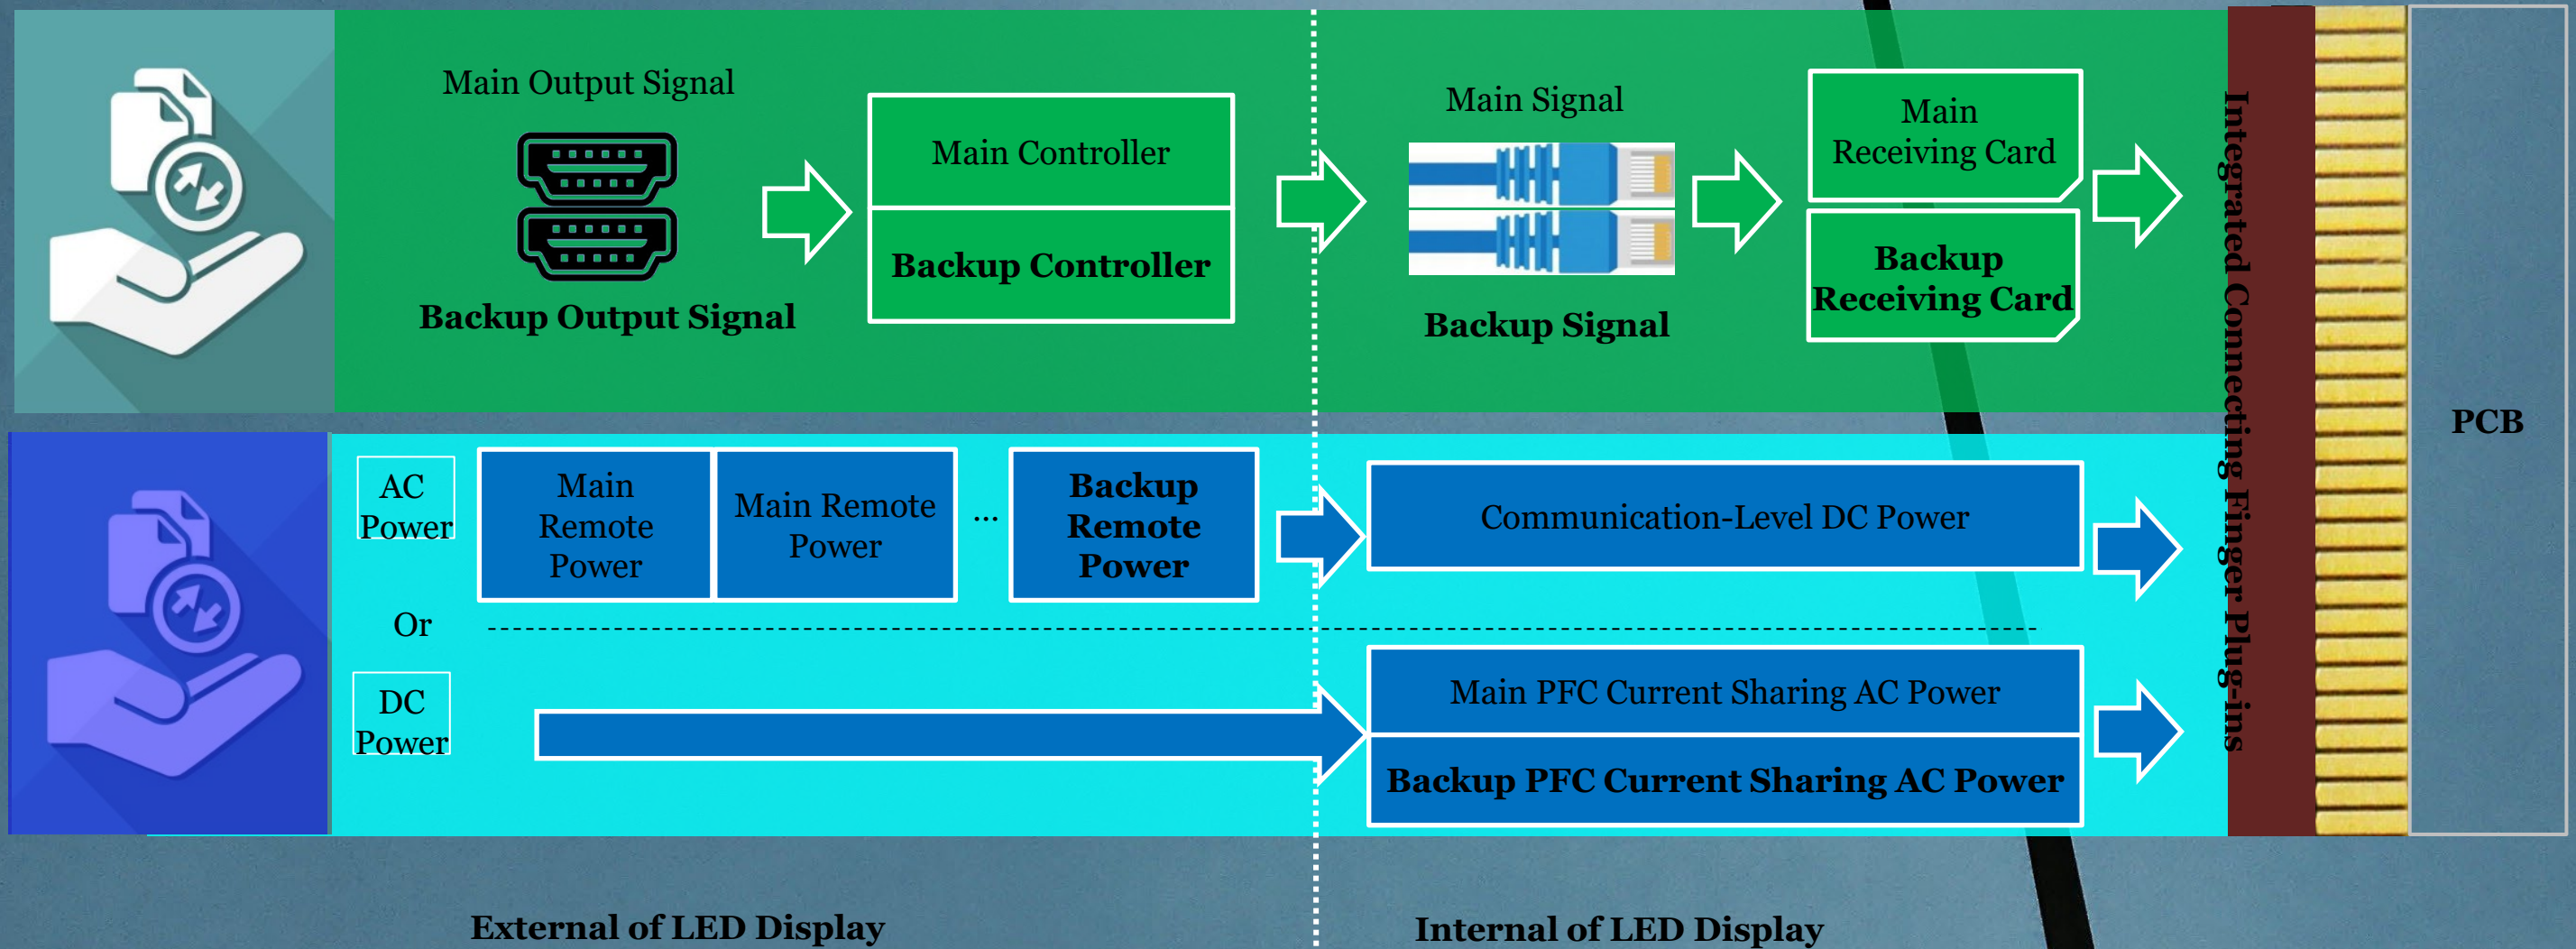 Main Output Signal
Backup Output Signal
Main Controller
Backup Controller
Main Signal
Backup Signal
Main
Receiving Card
Backup
Receiving Card
Integrated Connecting Finger Plug-ins
PCB
AC
Power
Main
Remote
Power
Main Remote
Power
...
Backup
Remote
Power
Communication-Level DC Power
Or
DC
Power
Main PFC Current Sharing AC Power
Backup PFC Current Sharing AC Power
External of LED Display
Internal of LED Display